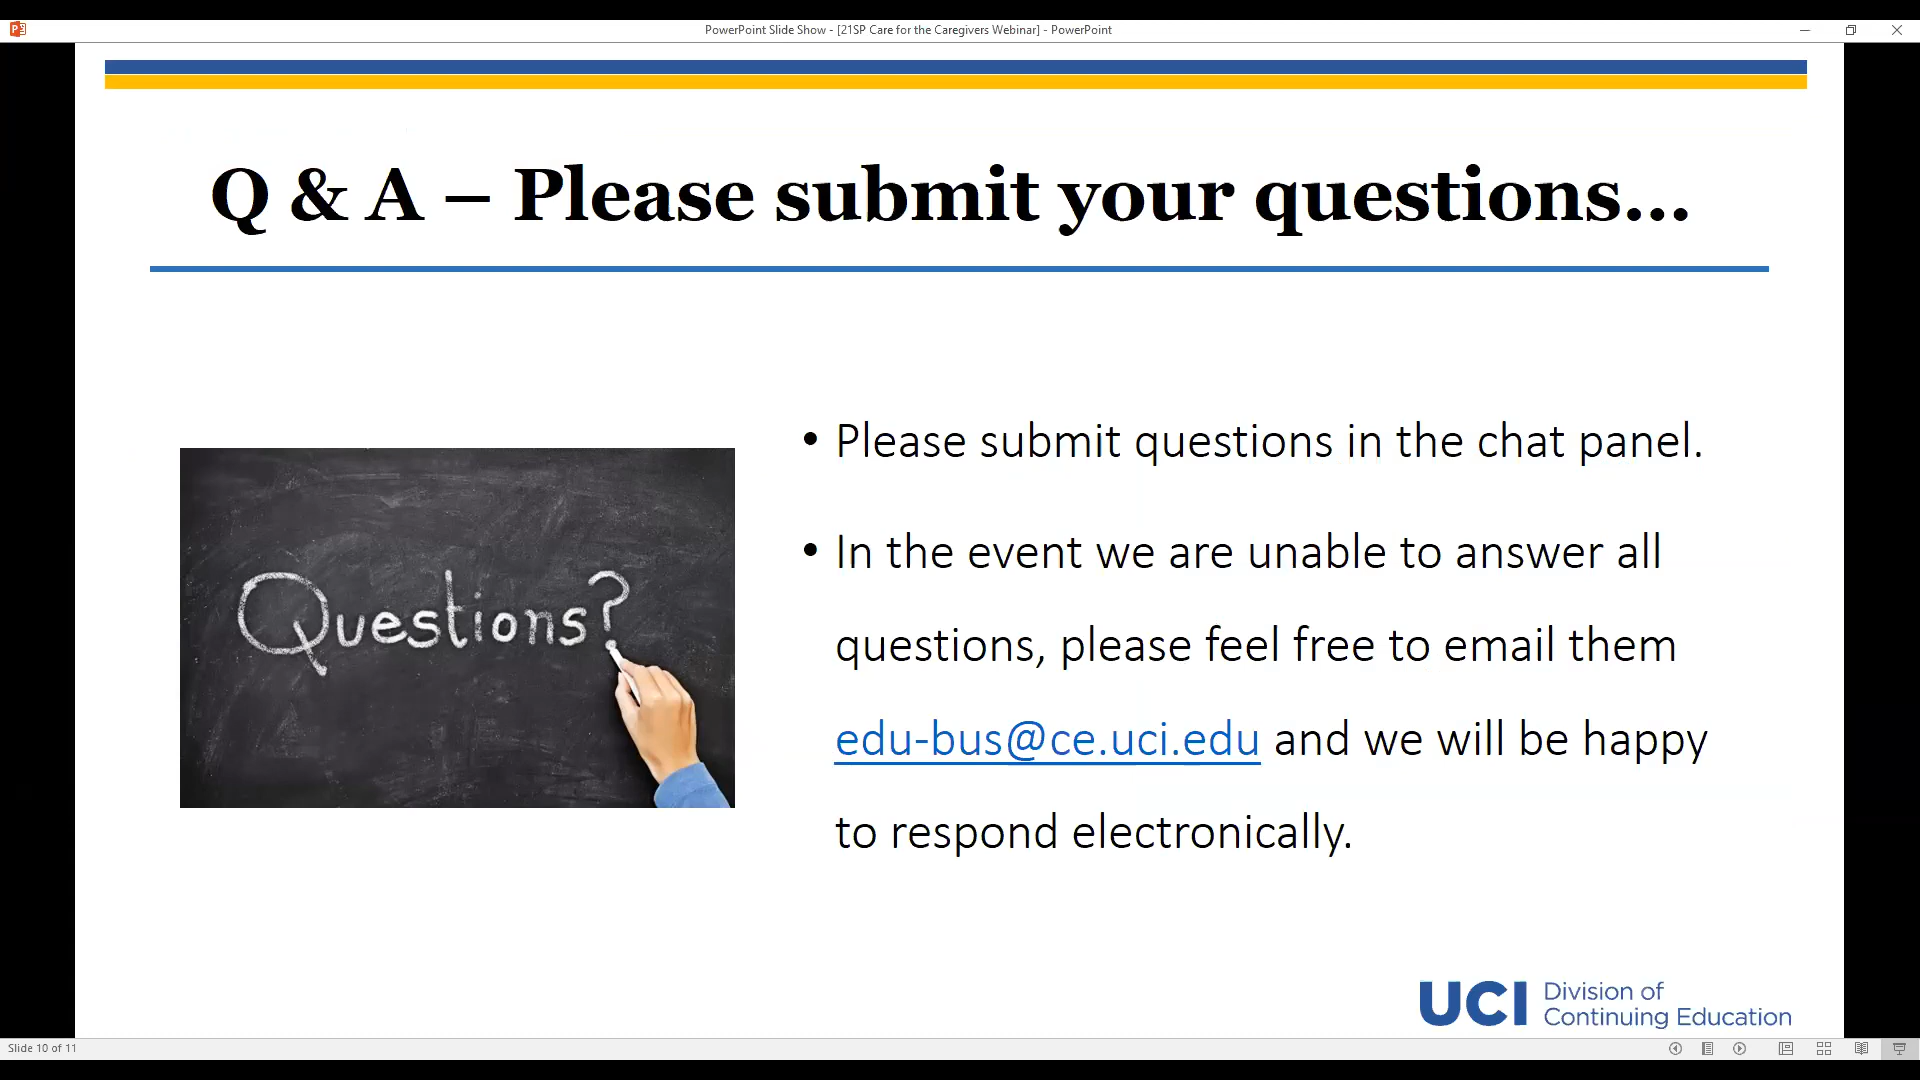 PowerPoint Slide Show - [21SP Care for the Caregivers Webinar] - PowerPoint
Q & A – Please submit your questions...
Questions?
• Please submit questions in the chat panel.
• In the event we are unable to answer all
questions, please feel free to email them
edu-bus@ce.uci.edu and we will be happy
to respond electronically.
UCI Division of
Continuing Education
Slide 10 of 11